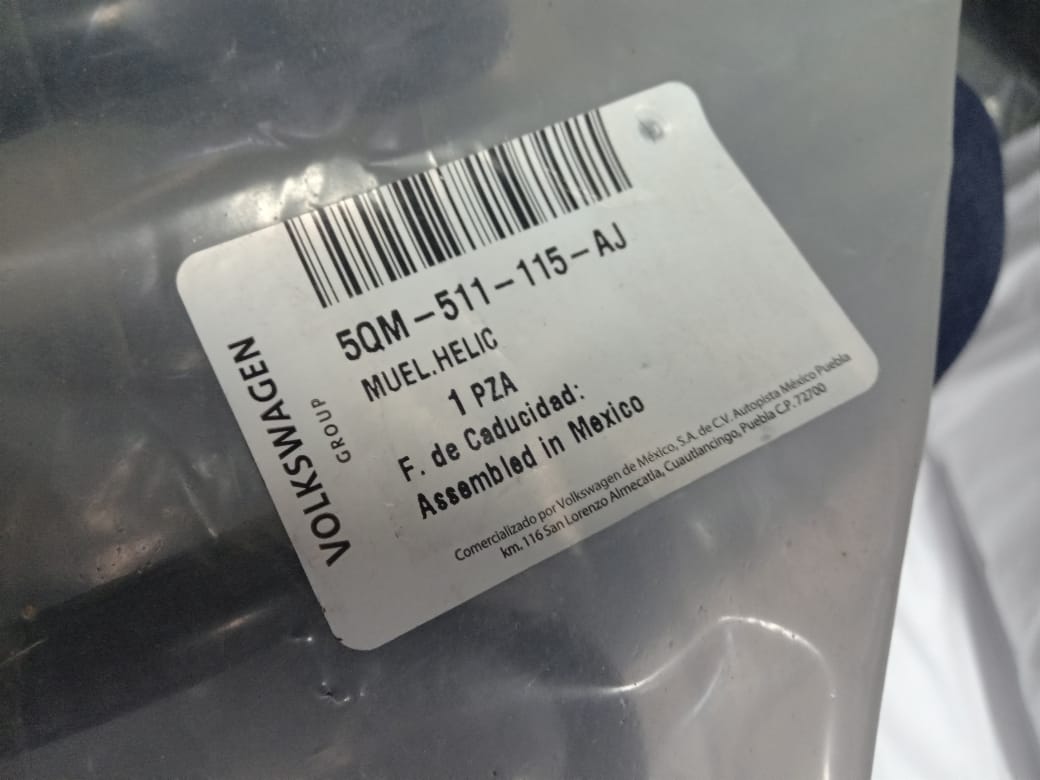 5QM-511-115-AJ
MUEL.HELIC
1 PZA
F. de Caducidad:
Assembled in Mexico
VOLKSWAGEN
GROUP
Comercializado por Volkswagen de México, S.A. de C.V. Autopista México Puebla
km. 116 San Lorenzo Almecatla, Cuautlancingo, Puebla C.P. 72700